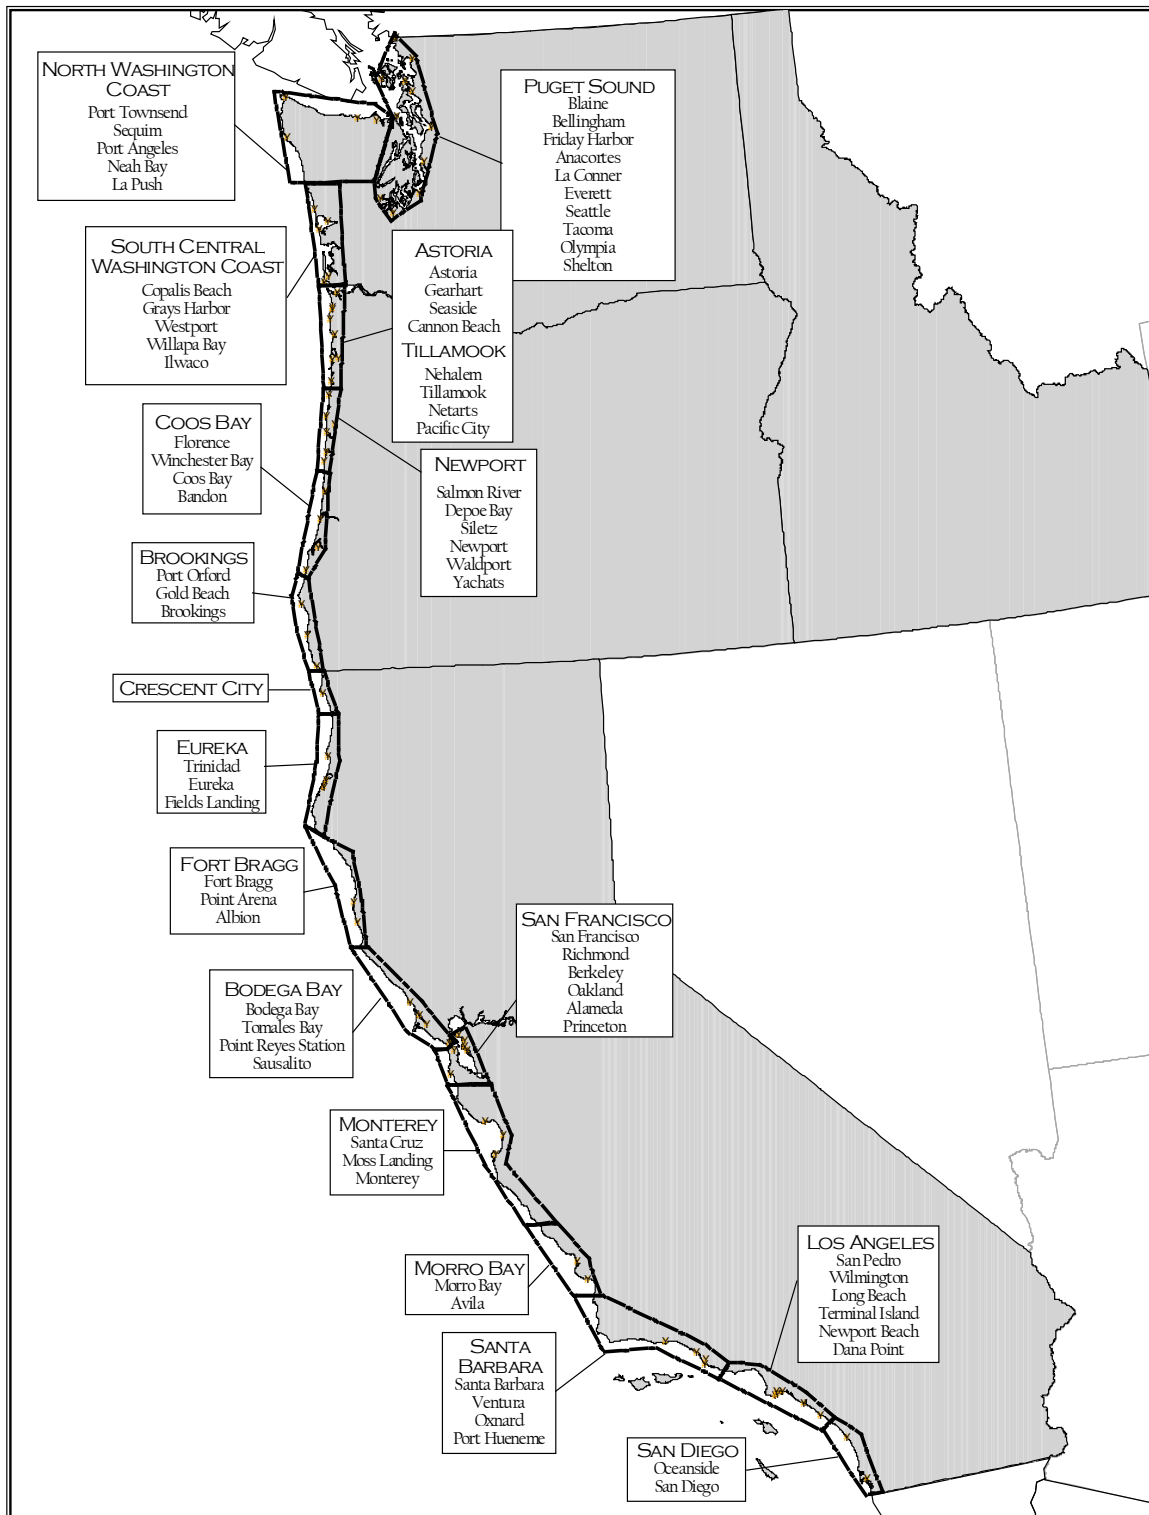 NORTH WASHINGTON
COAST
Port Townsend
Sequim
Port Angeles
Neah Bay
La Push
PUGET SOUND
Blaine
Bellingham
Friday Harbor
Anacortes
La Conner
Everett
Seattle
Tacoma
Olympia
Shelton
SOUTH CENTRAL
WASHINGTON COAST
Copalis Beach
Grays Harbor
Westport
Willapa Bay
Ilwaco
ASTORIA
Astoria
Gearhart
Seaside
Cannon Beach
TILLAMOOK
Nehalem
Tillamook
Netarts
Pacific City
COOS BAY
Florence
Winchester Bay
Coos Bay
Bandon
NEWPORT
Salmon River
Depoe Bay
Siletz
Newport
Waldport
Yachats
BROOKINGS
Port Orford
Gold Beach
Brookings
CRESCENT CITY
EUREKA
Trinidad
Eureka
Fields Landing
FORT BRAGG
Fort Bragg
Point Arena
Albion
SAN FRANCISCO
San Francisco
Richmond
Berkeley
Oakland
Alameda
Princeton
BODEGA BAY
Bodega Bay
Tomales Bay
Point Reyes Station
Sausalito
MONTEREY
Santa Cruz
Moss Landing
Monterey
MORRO BAY
Morro Bay
Avila
LOS ANGELES
San Pedro
Wilmington
Long Beach
Terminal Island
Newport Beach
Dana Point
SANTA
BARBARA
Santa Barbara
Ventura
Oxnard
Port Hueneme
SAN DIEGO
Oceanside
San Diego